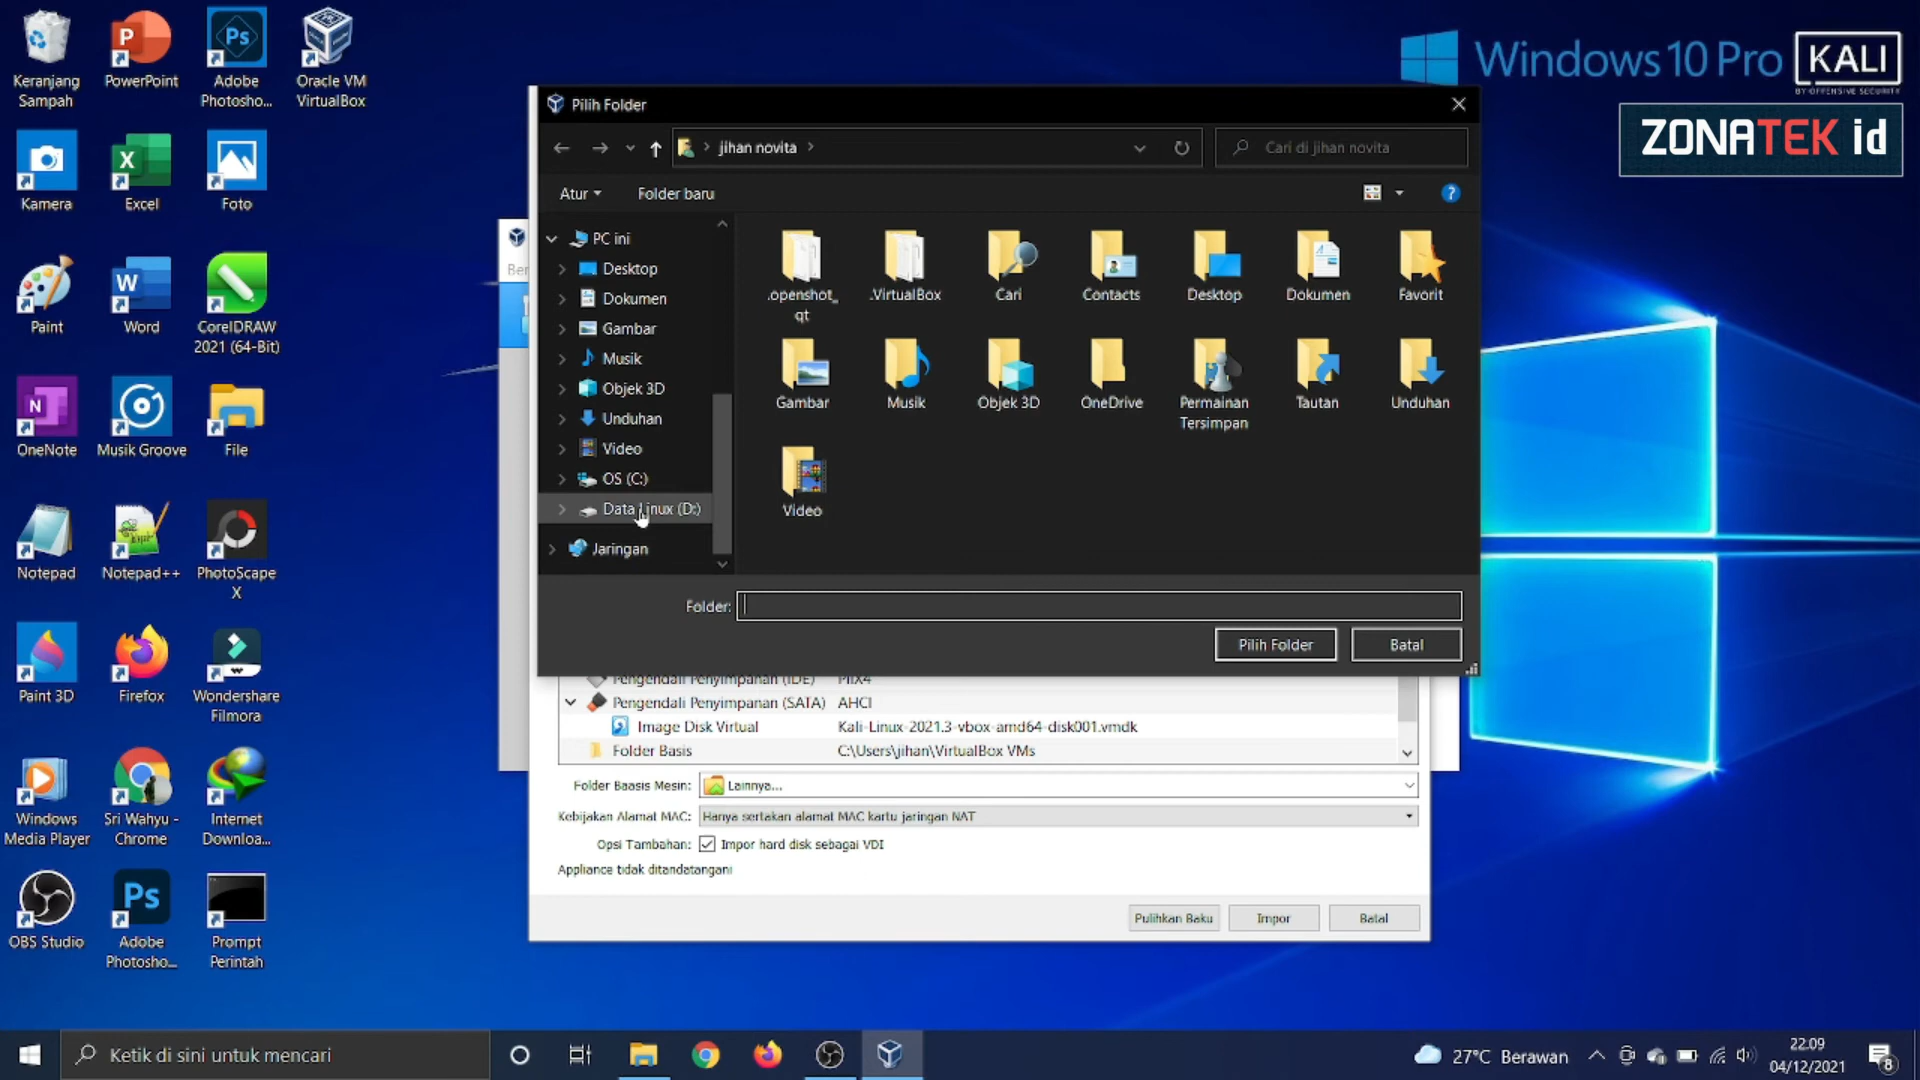 Keranjang
Sampah
PowerPoint
Adobe
Photosho...
Oracle VM
VirtualBox
Kamera
Excel
Foto
Paint
Word
CorelDRAW
2021 (64-Bit)
OneNote
Musik Groove
File
Notepad
Notepad++
PhotoScape
X
Paint 3D
Firefox
Wondershare
Filmora
Windows
Media Player
Sri Wahyu -
Chrome
Internet
Downloa...
OBS Studio
Adobe
Photosho...
Prompt
Perintah
Windows 10 Pro
KALI
BY OFFENSIVE SECURITY
ZONATEK id
Pilih Folder
jihan novita
Cari di jihan novita
Atur
Folder baru
PC ini
Desktop
Dokumen
Gambar
Musik
Objek 3D
Unduhan
Video
OS (C:)
Data Linux (D:)
Jaringan
.openshot_
qt
.VirtualBox
Cari
Contacts
Desktop
Dokumen
Favorit
Gambar
Musik
Objek 3D
OneDrive
Permainan
Tersimpan
Tautan
Unduhan
Video
Folder:
Pilih Folder
Batal
Ber
Pengendali Penyimpanan (IDE) PIIX4
Pengendali Penyimpanan (SATA) AHCI
Image Disk Virtual Kali-Linux-2021.3-vbox-amd64-disk001.vmdk
Folder Basis C:\Users\jihan\VirtualBox VMs
Folder Baasis Mesin: Lainnya...
Kebijakan Alamat MAC: Hanya sertakan alamat MAC kartu jaringan NAT
Opsi Tambahan: Impor hard disk sebagai VDI
Appliance tidak ditandatangani
Pulihkan Baku
Impor
Batal
Ketik di sini untuk mencari
27°C Berawan
22.09
04/12/2021
8